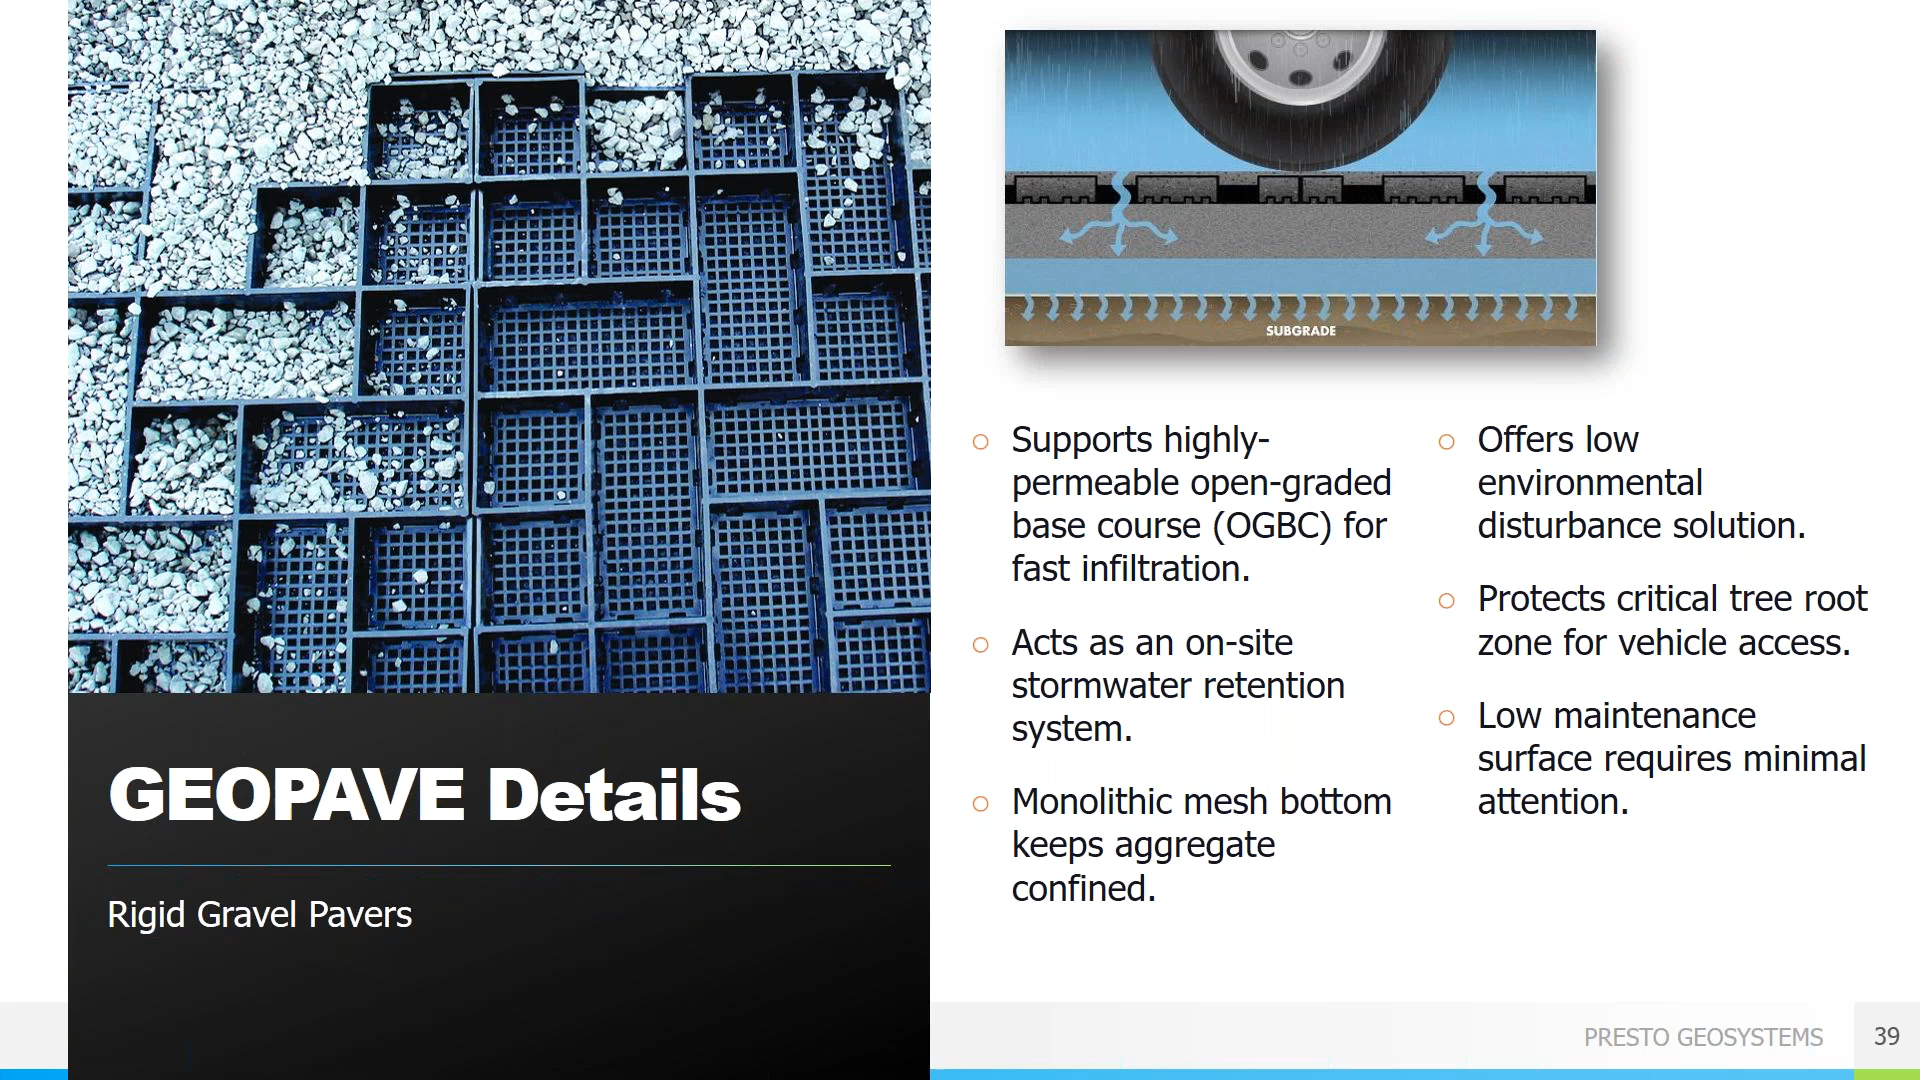 SUBGRADE
Supports highly-
permeable open-graded
base course (OGBC) for
fast infiltration.
Acts as an on-site
stormwater retention
system.
Monolithic mesh bottom
keeps aggregate
confined.
Offers low
environmental
disturbance solution.
Protects critical tree root
zone for vehicle access.
Low maintenance
surface requires minimal
attention.
GEOPAVE Details
Rigid Gravel Pavers
PRESTO GEOSYSTEMS
39